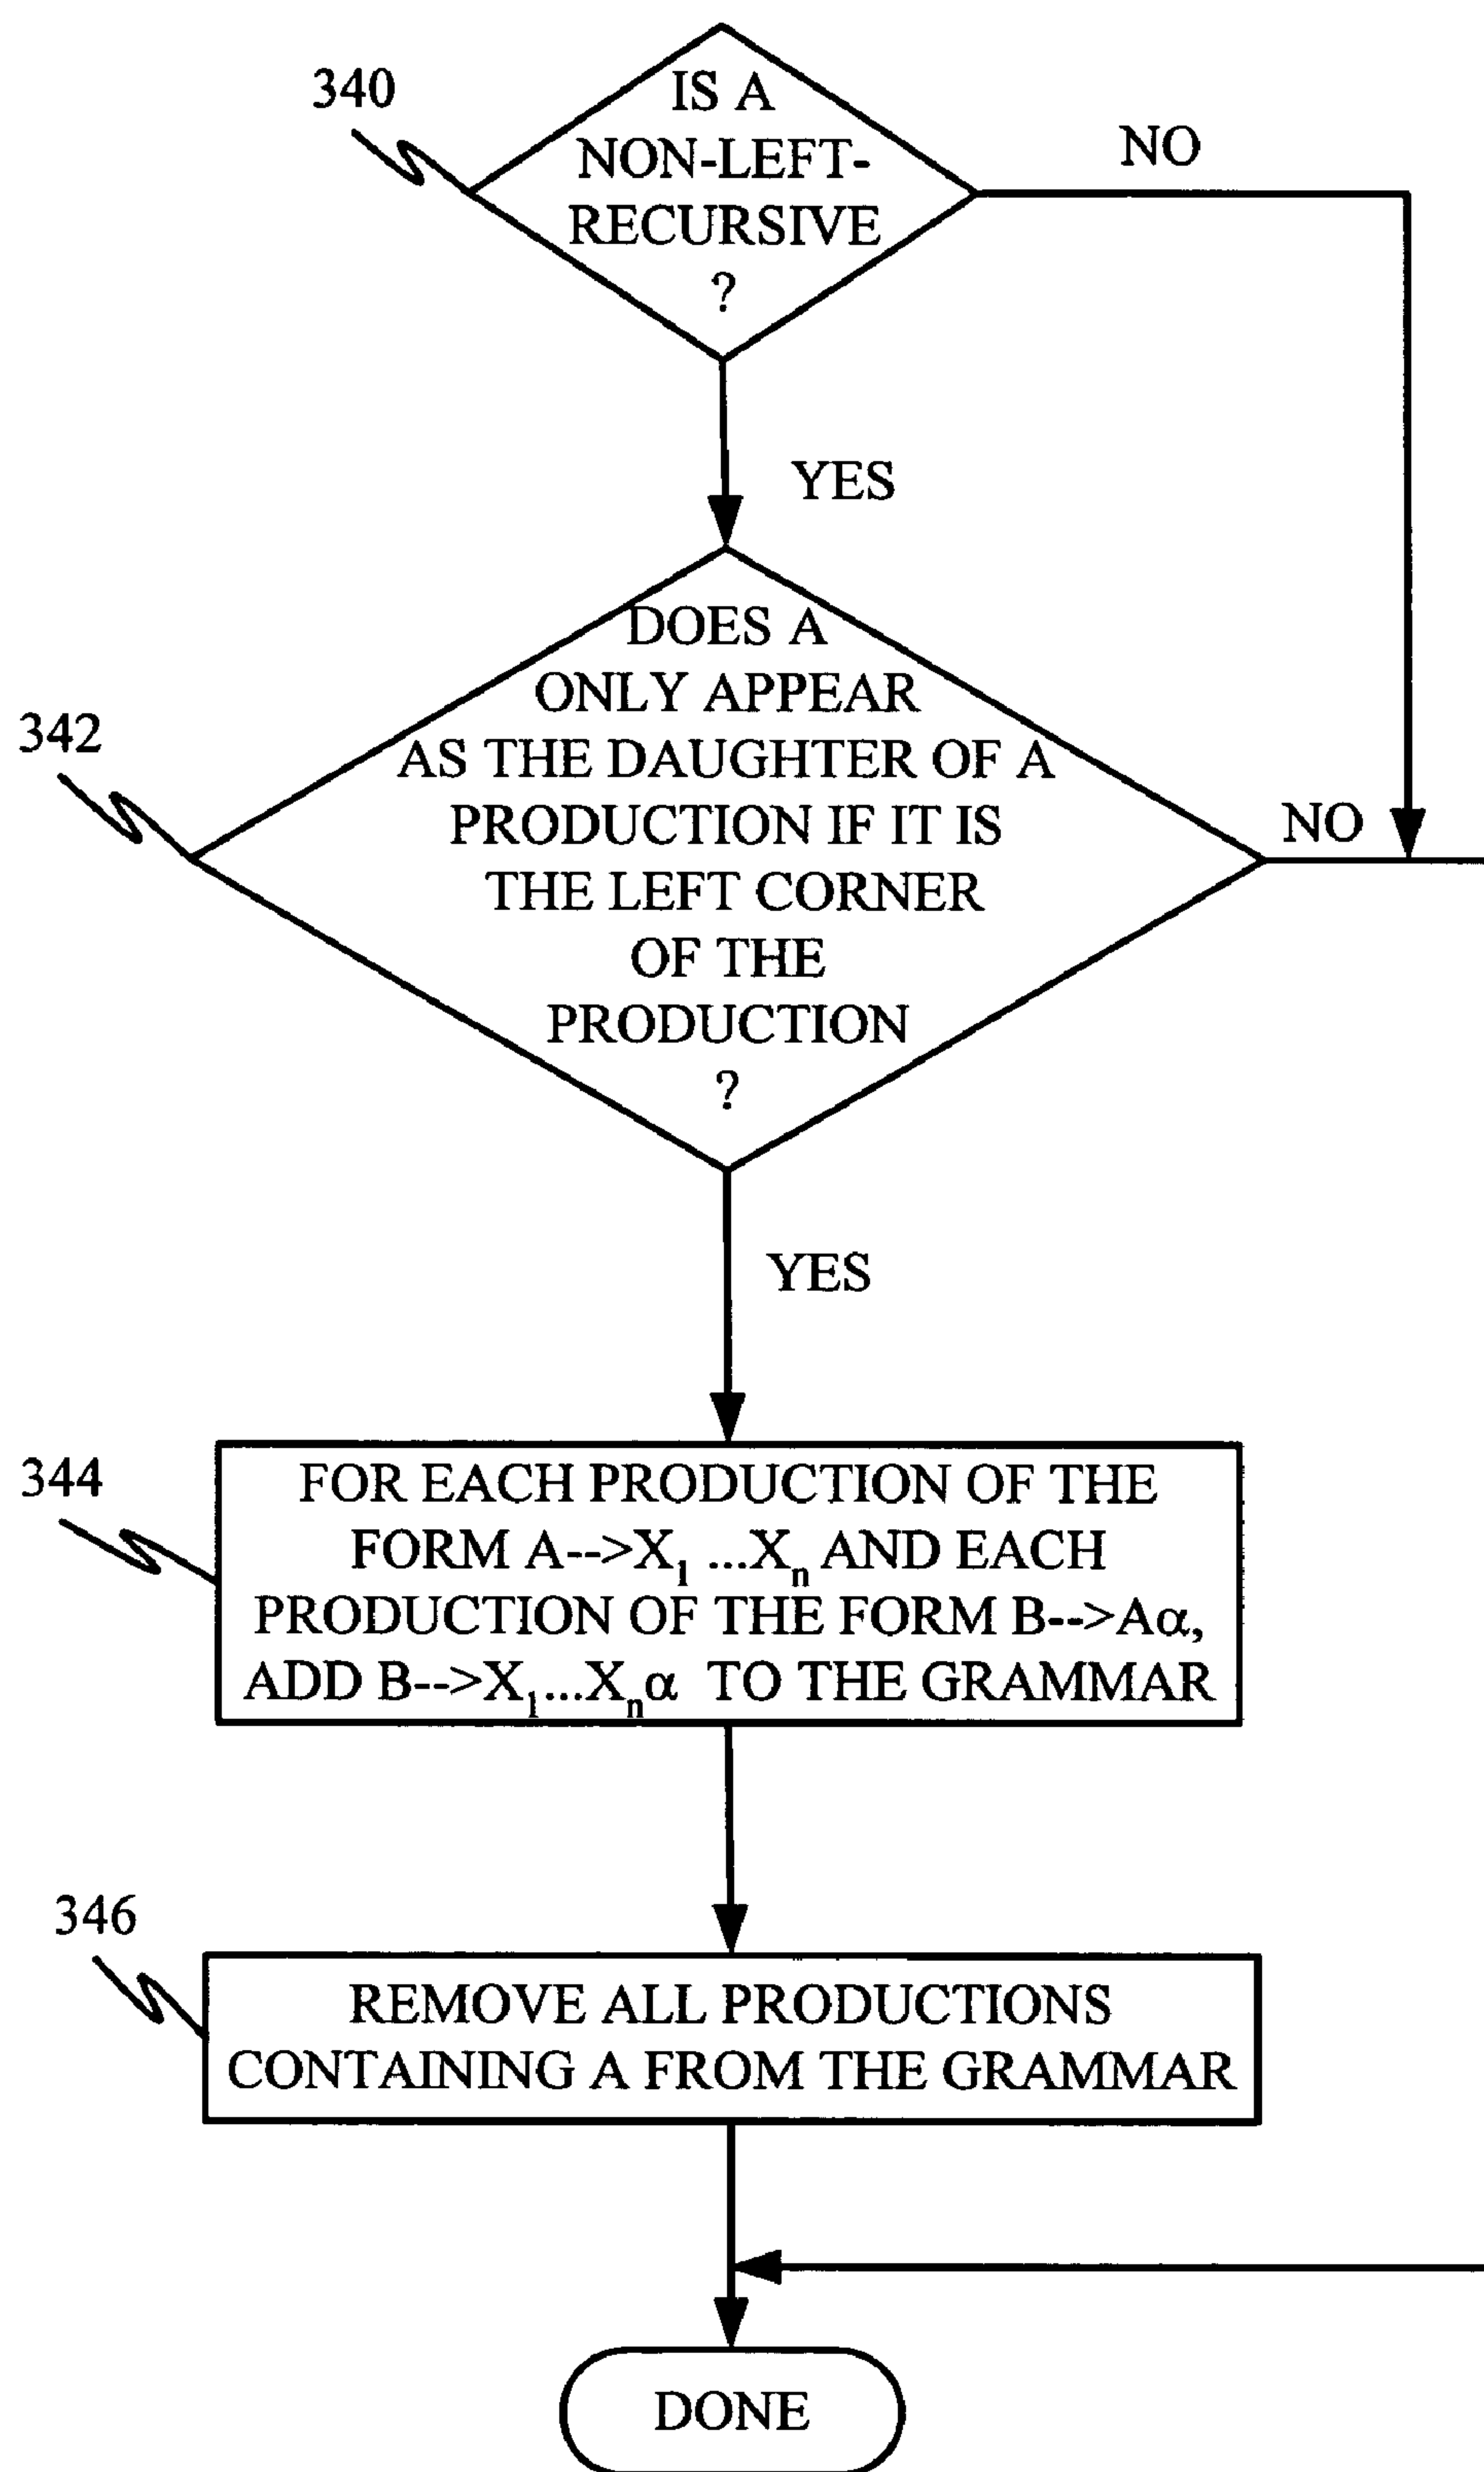 340
IS A
NON-LEFT-
RECURSIVE
?
NO
YES
342
DOES A
ONLY APPEAR
AS THE DAUGHTER OF A
PRODUCTION IF IT IS
THE LEFT CORNER
OF THE
PRODUCTION
?
NO
YES
344
FOR EACH PRODUCTION OF THE
FORM A-->X₁ ...Xₙ AND EACH
PRODUCTION OF THE FORM B-->Aα,
ADD B-->X₁...Xₙα TO THE GRAMMAR
346
REMOVE ALL PRODUCTIONS
CONTAINING A FROM THE GRAMMAR
DONE